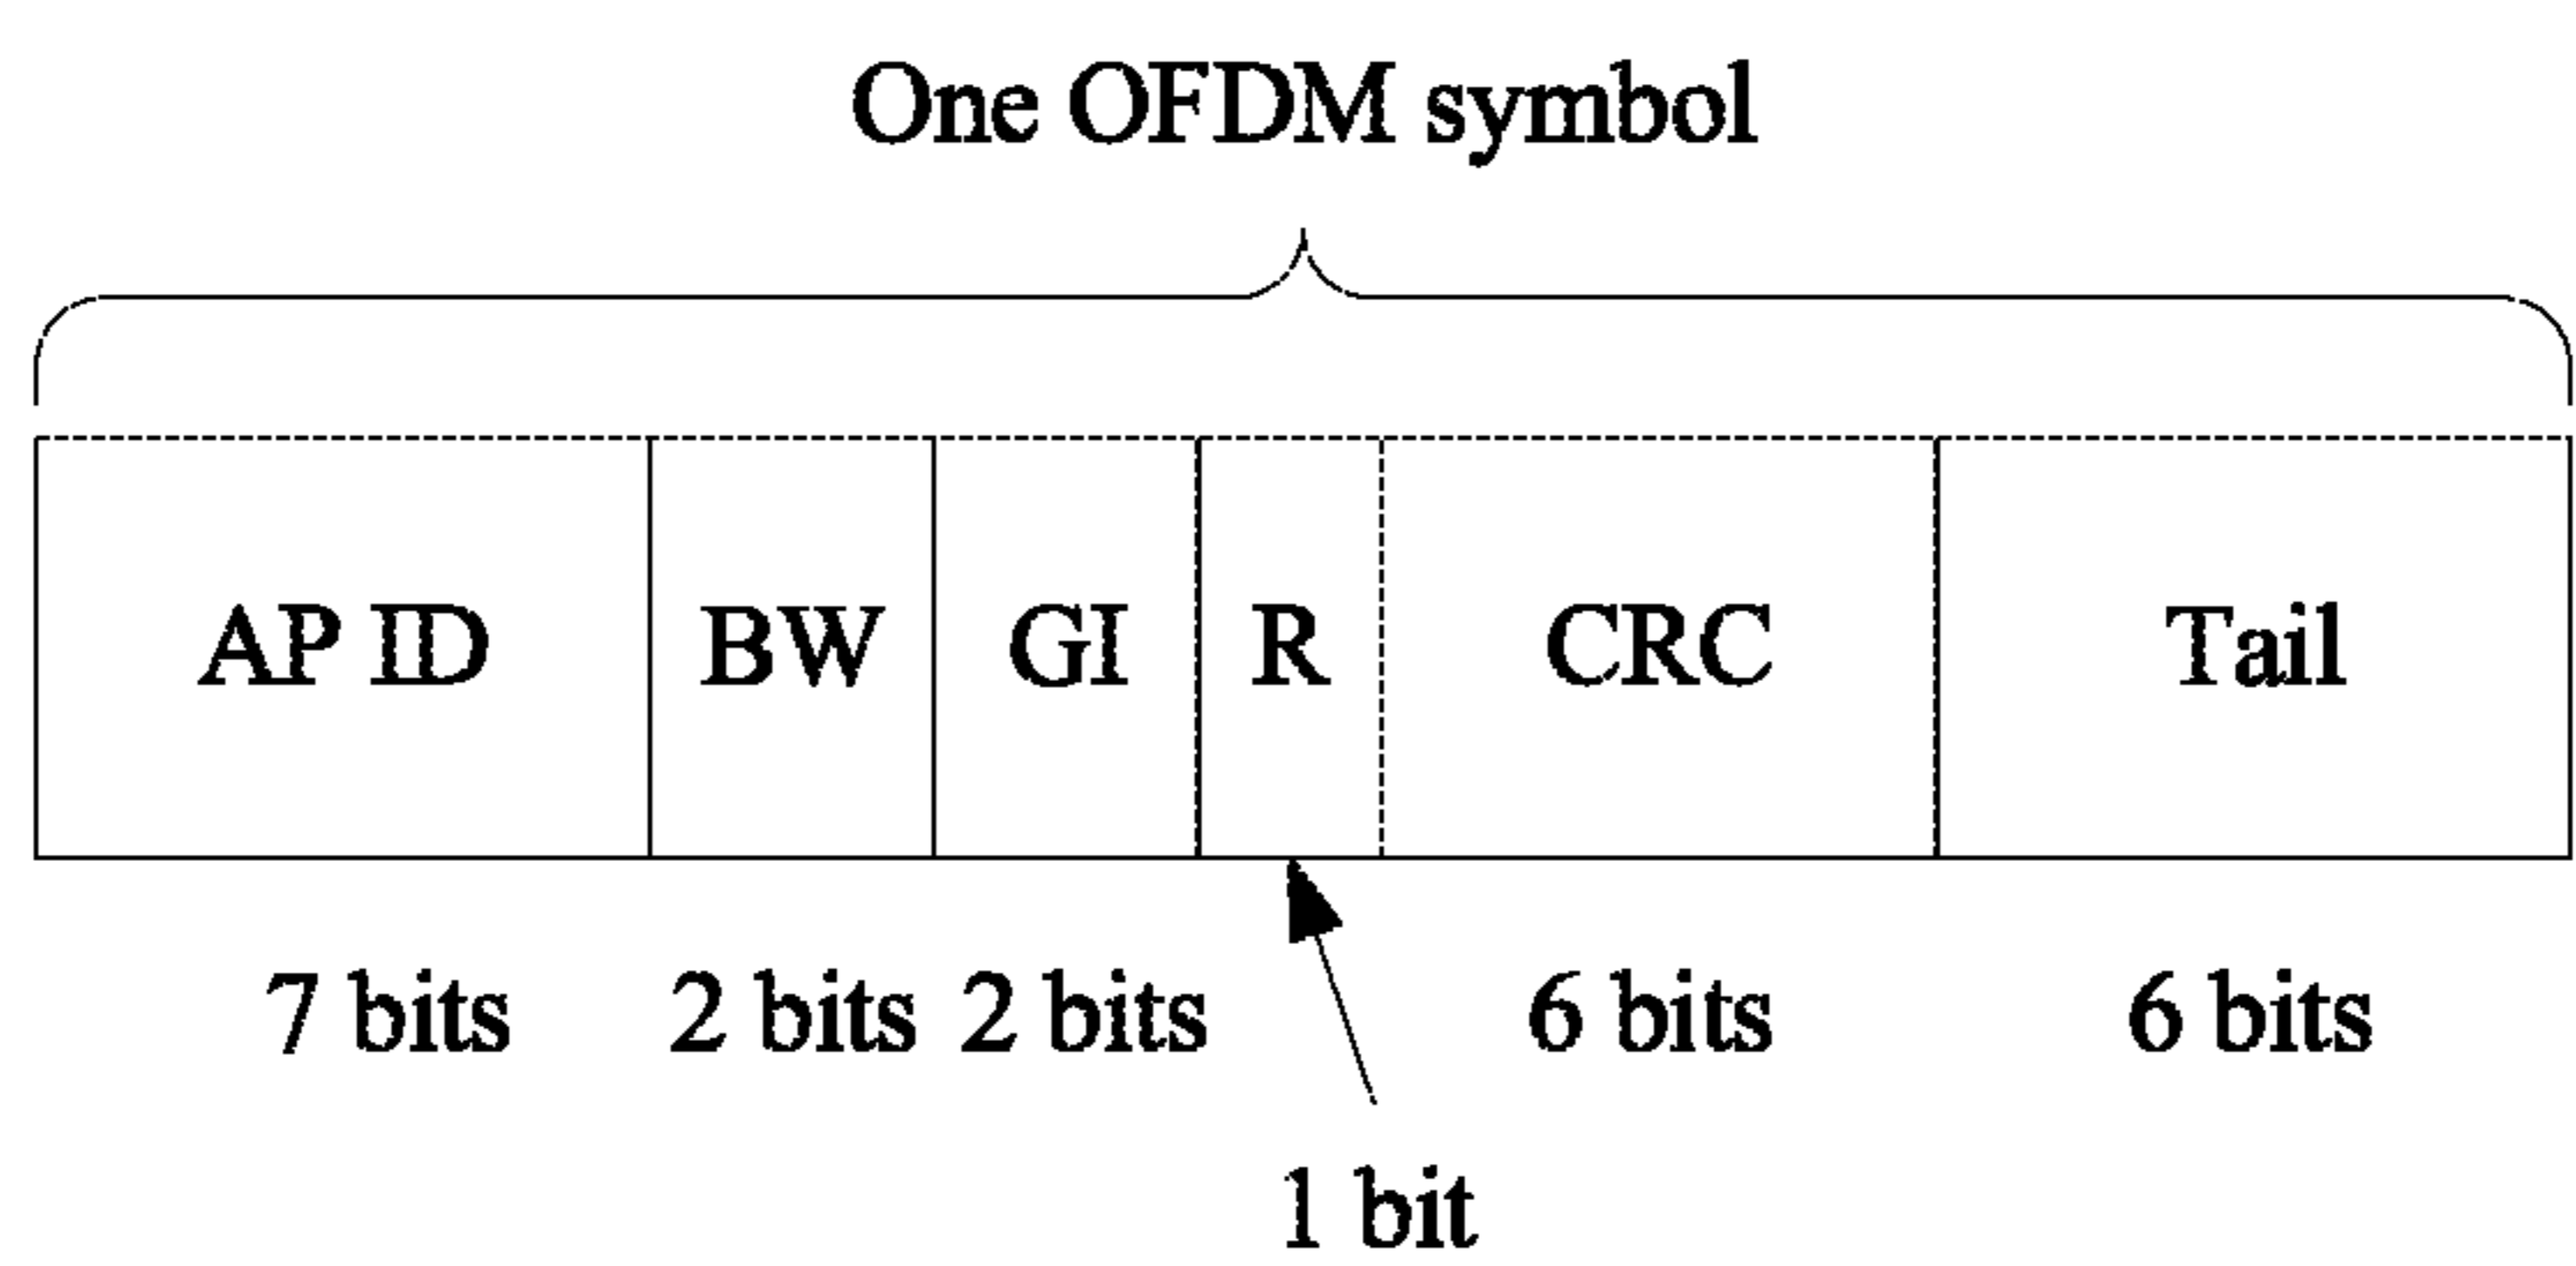 One OFDM symbol
AP ID BW GI R CRC Tail
7 bits 2 bits 2 bits 6 bits 6 bits
1 bit